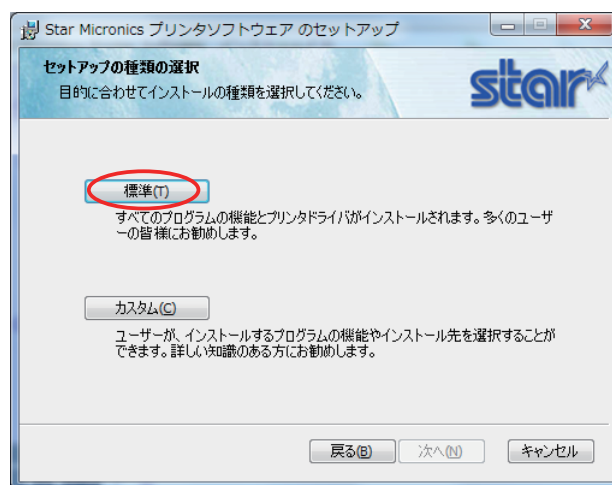 Star Micronics プリンタソフトウェア のセットアップ
セットアップの種類の選択
目的に合わせてインストールの種類を選択してください。
star
標準(T)
すべてのプログラムの機能とプリンタドライバがインストールされます。多くのユーザ
ーの皆様にお勧めします。
カスタム(C)
ユーザーが、インストールするプログラムの機能やインストール先を選択することが
できます。詳しい知識のある方にお勧めします。
戻る(B) 次へ(N) キャンセル